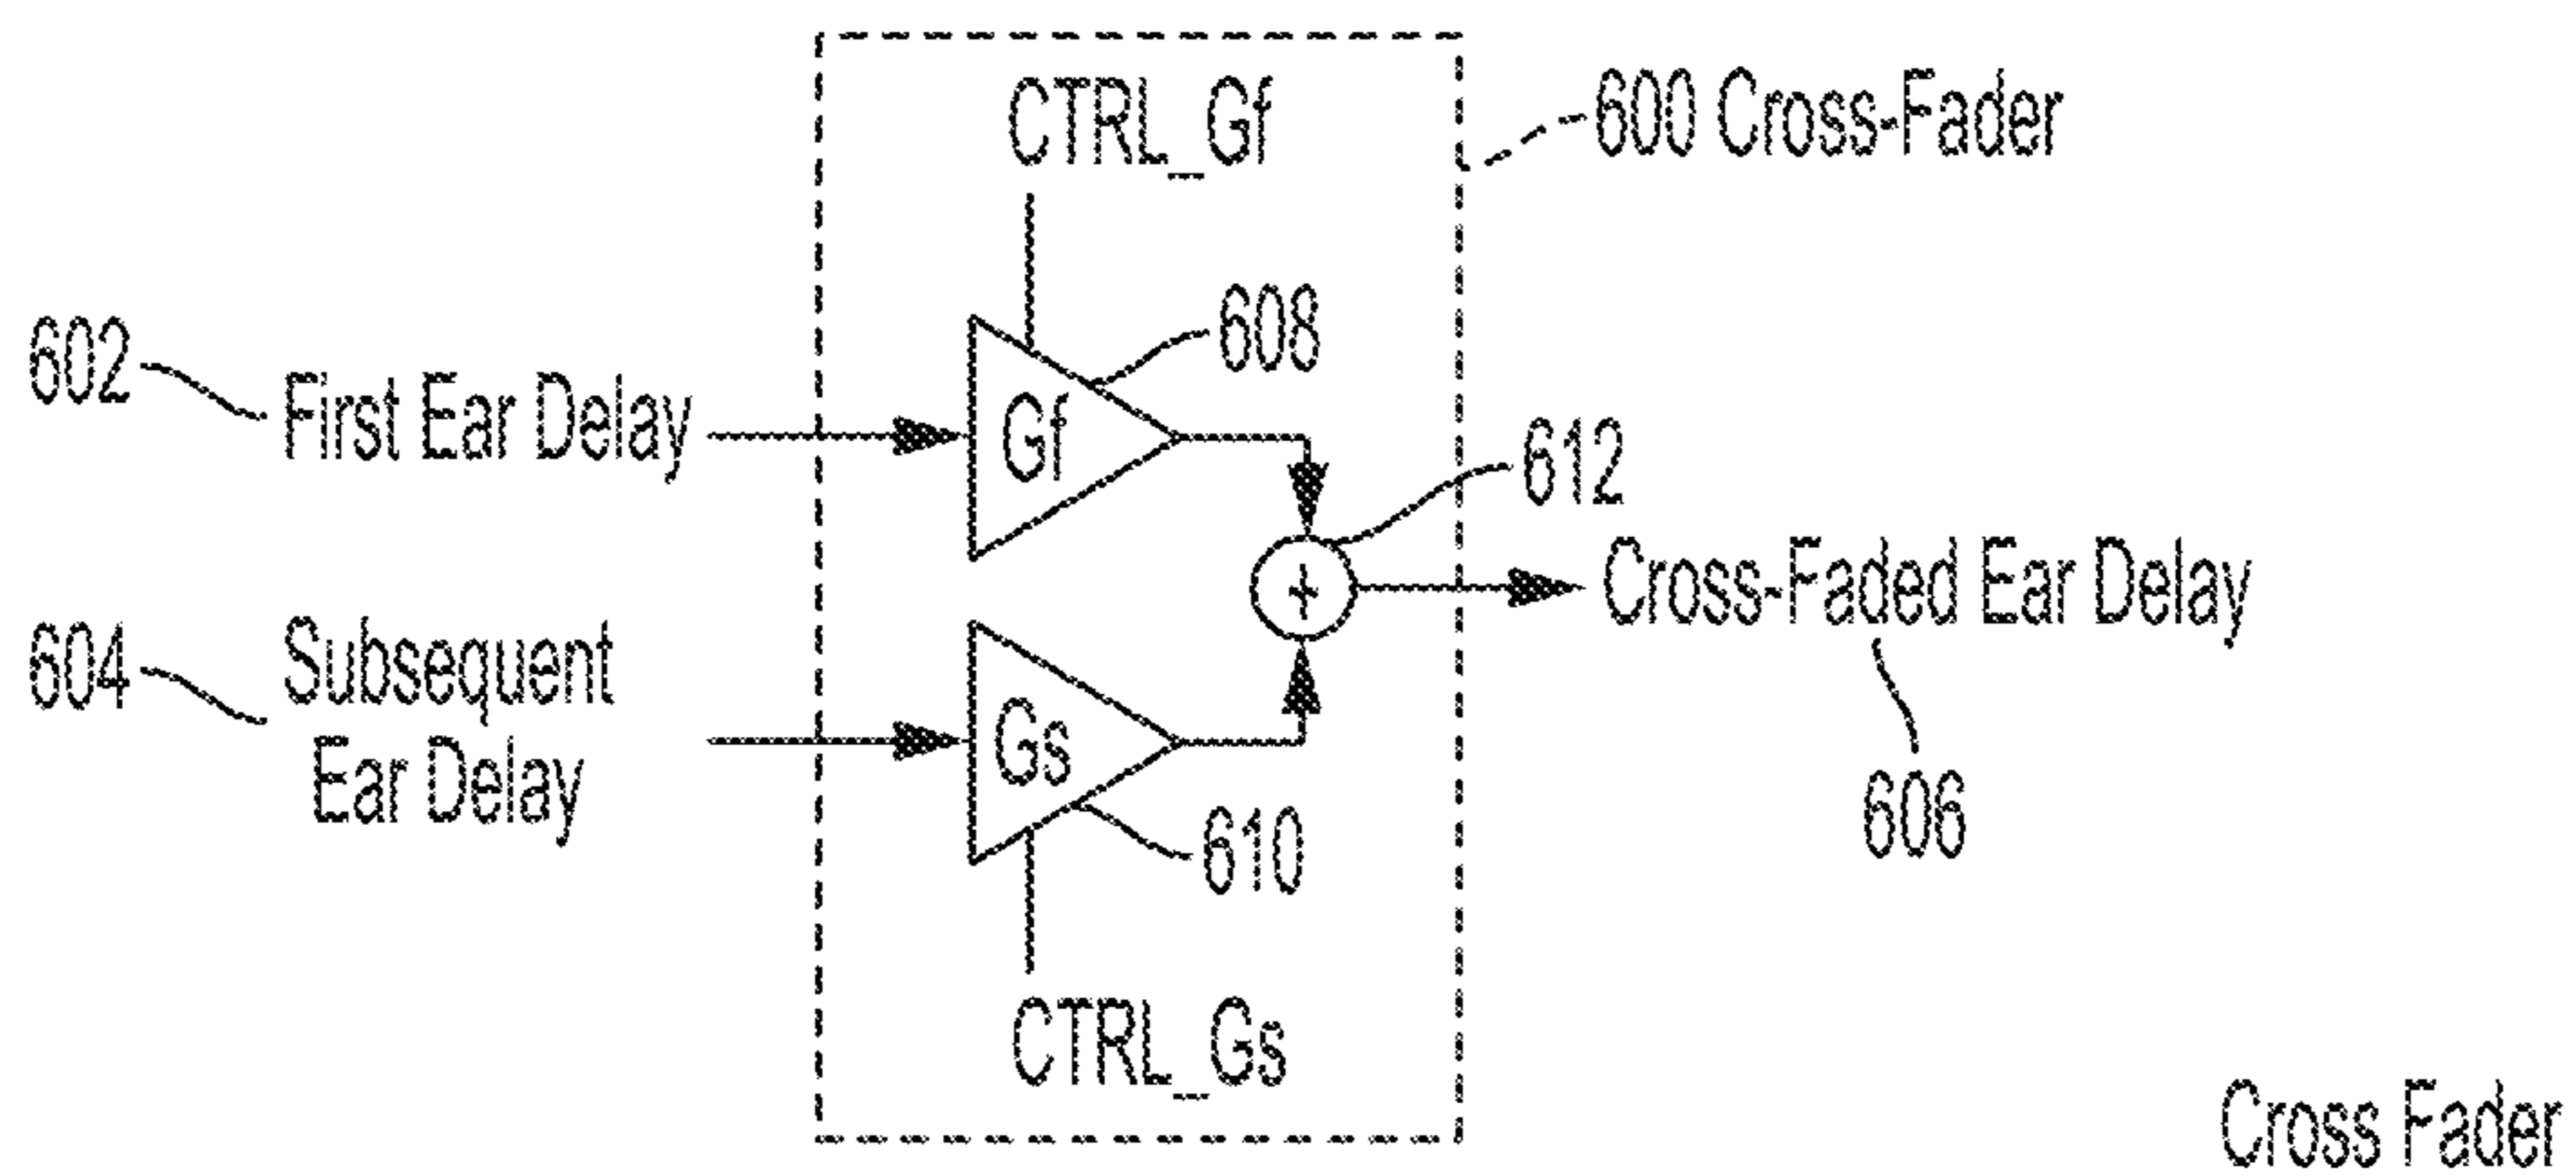 CTRL_Gf
600 Cross-Fader
608
602
First Ear Delay
Gf
612
Cross-Faded Ear Delay
604
Subsequent
Ear Delay
Gs
610
606
CTRL_Gs
+
Cross Fader